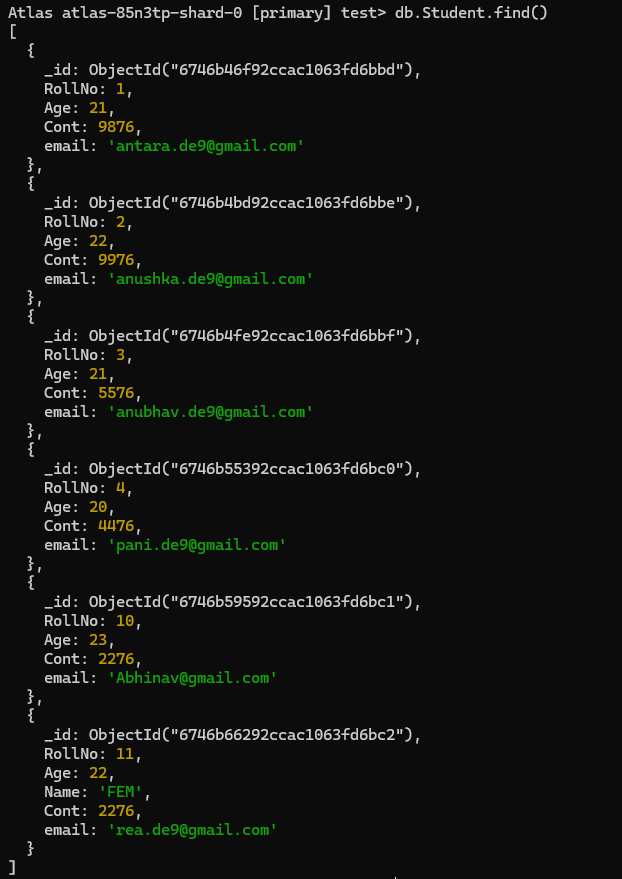 Atlas atlas-85n3tp-shard-0 [primary] test> db.Student.find()
[
  {
    _id: ObjectId("6746b46f92ccac1063fd6bbd"),
    RollNo: 1,
    Age: 21,
    Cont: 9876,
    email: 'antara.de9@gmail.com'
  },
  {
    _id: ObjectId("6746b4bd92ccac1063fd6bbe"),
    RollNo: 2,
    Age: 22,
    Cont: 9976,
    email: 'anushka.de9@gmail.com'
  },
  {
    _id: ObjectId("6746b4fe92ccac1063fd6bbf"),
    RollNo: 3,
    Age: 21,
    Cont: 5576,
    email: 'anubhav.de9@gmail.com'
  },
  {
    _id: ObjectId("6746b55392ccac1063fd6bc0"),
    RollNo: 4,
    Age: 20,
    Cont: 4476,
    email: 'pani.de9@gmail.com'
  },
  {
    _id: ObjectId("6746b59592ccac1063fd6bc1"),
    RollNo: 10,
    Age: 23,
    Cont: 2276,
    email: 'Abhinav@gmail.com'
  },
  {
    _id: ObjectId("6746b66292ccac1063fd6bc2"),
    RollNo: 11,
    Age: 22,
    Name: 'FEM',
    Cont: 2276,
    email: 'rea.de9@gmail.com'
  }
]